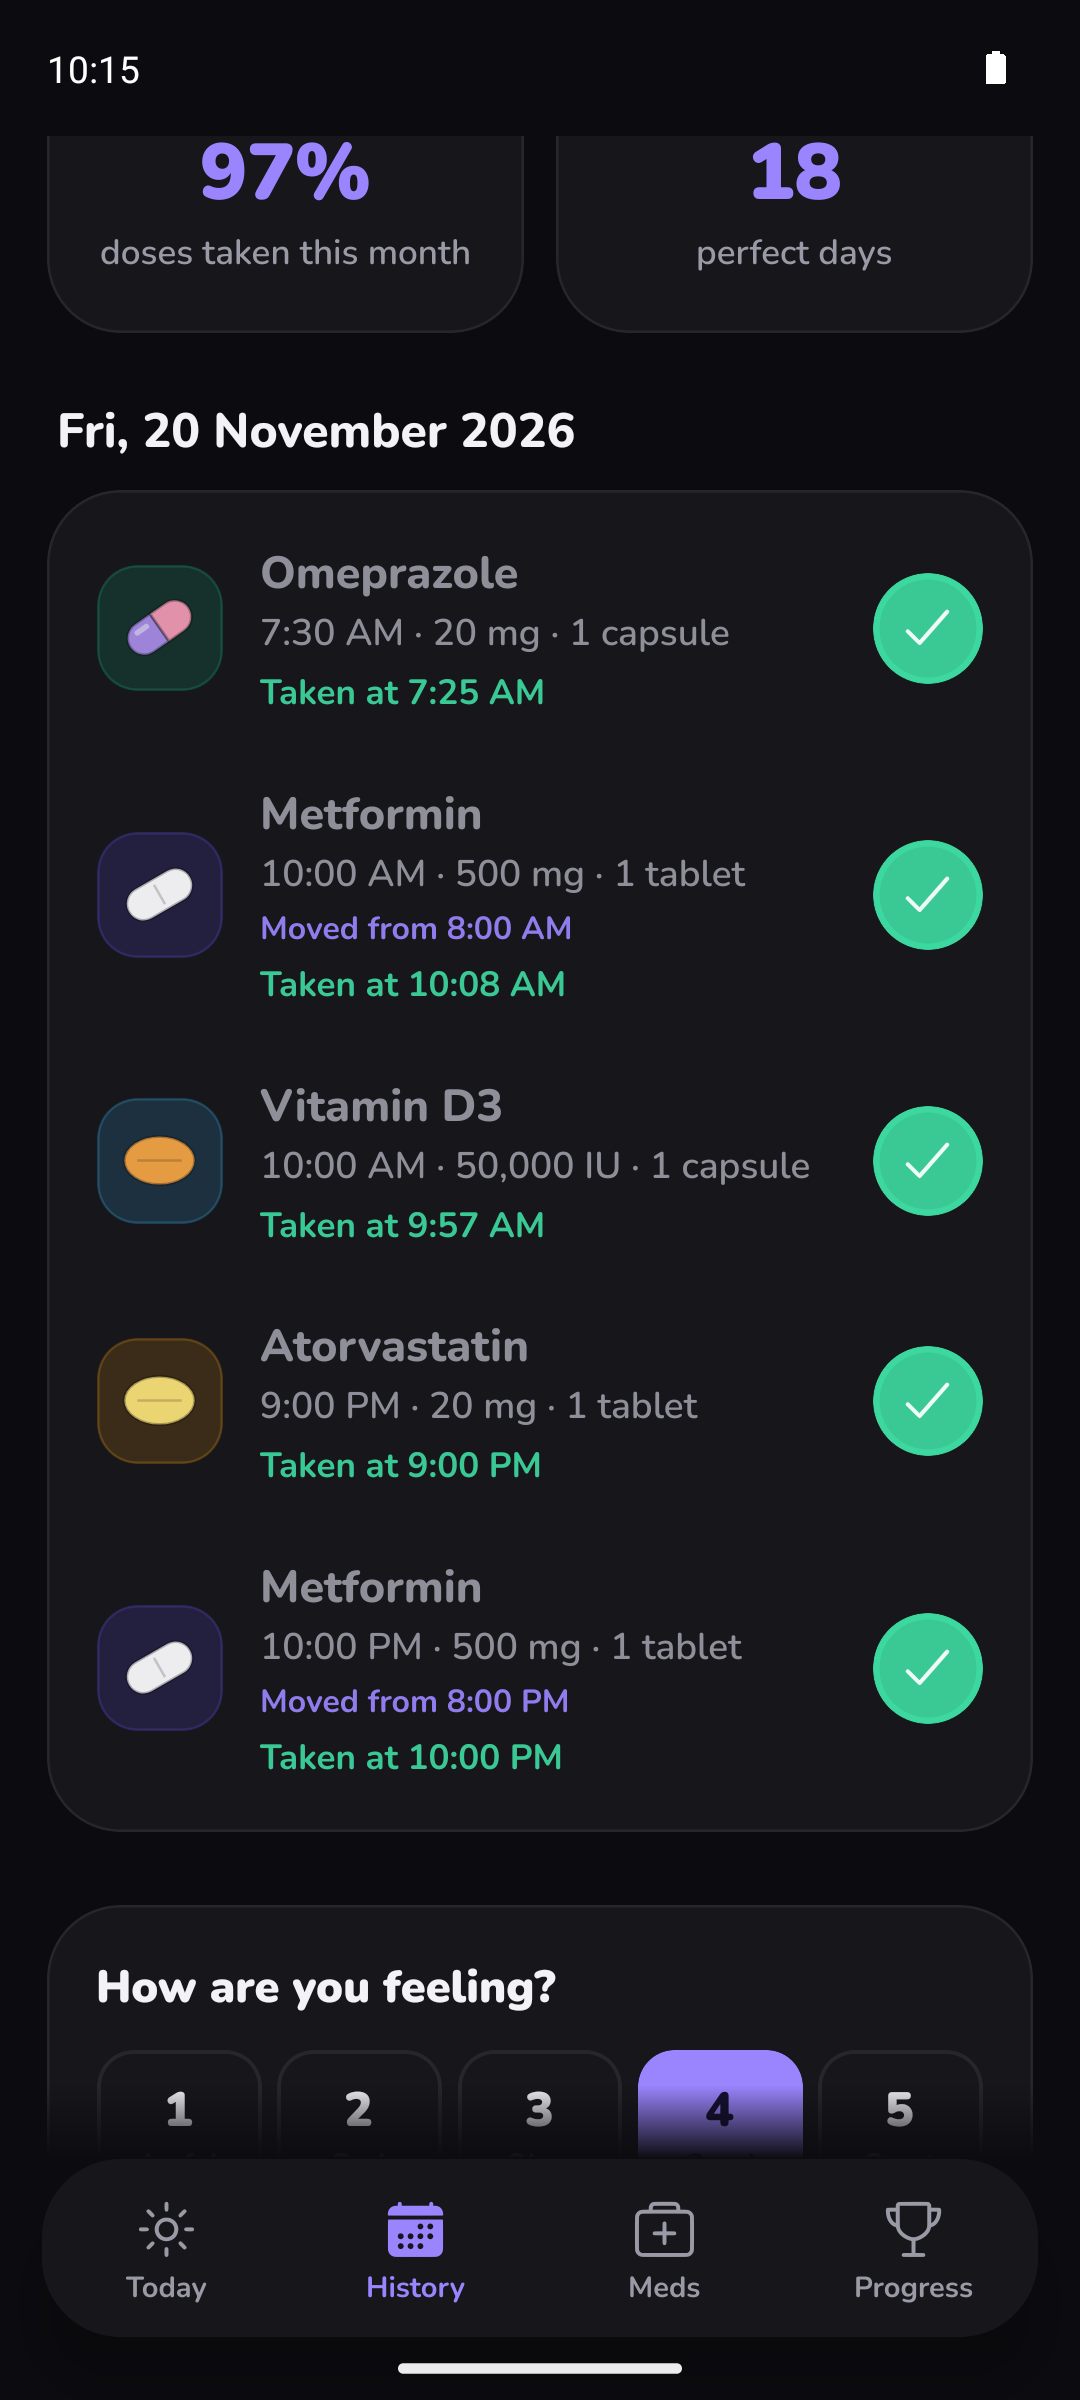 10:15
97%
doses taken this month
18
perfect days
Fri, 20 November 2026
Omeprazole
7:30 AM · 20 mg · 1 capsule
Taken at 7:25 AM
Metformin
10:00 AM · 500 mg · 1 tablet
Moved from 8:00 AM
Taken at 10:08 AM
Vitamin D3
10:00 AM · 50,000 IU · 1 capsule
Taken at 9:57 AM
Atorvastatin
9:00 PM · 20 mg · 1 tablet
Taken at 9:00 PM
Metformin
10:00 PM · 500 mg · 1 tablet
Moved from 8:00 PM
Taken at 10:00 PM
How are you feeling?
1 2 3 4 5
Today History Meds Progress